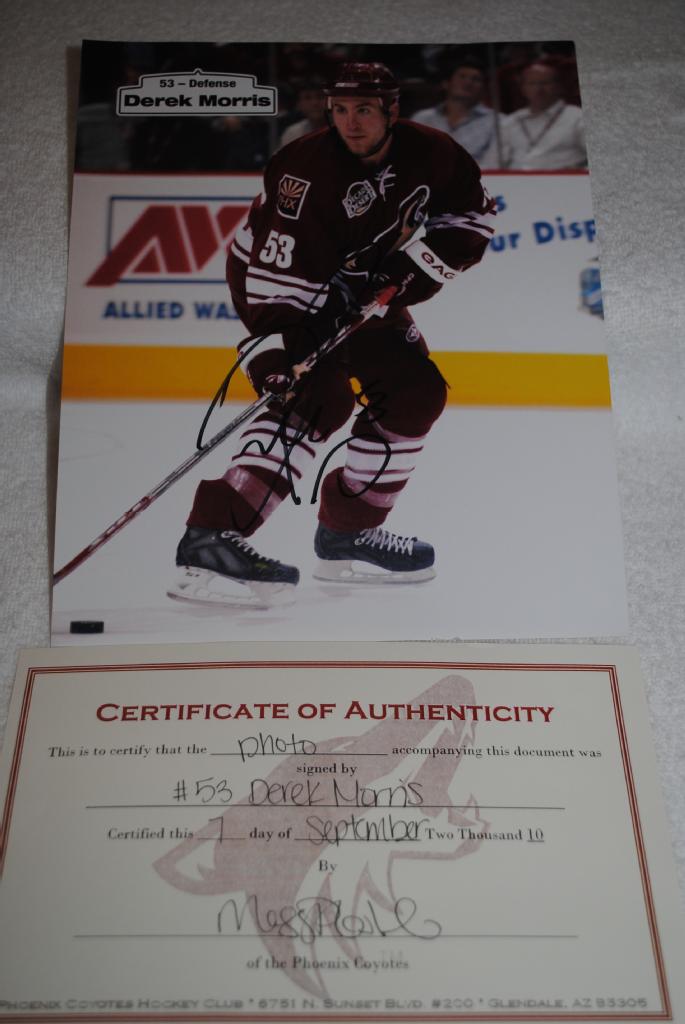 53 – Defense
Derek Morris
PHX
53
ur Disp
ALLIED WA
53
CERTIFICATE OF AUTHENTICITY
This is to certify that the photo accompanying this document was
signed by
#53 Derek Morris
Certified this 7 day of September Two Thousand 10
By
of the Phoenix Coyotes
PHOENIX COYOTES HOCKEY CLUB * 6751 N. SUNSET BLVD. #200 * GLENDALE, AZ 85305